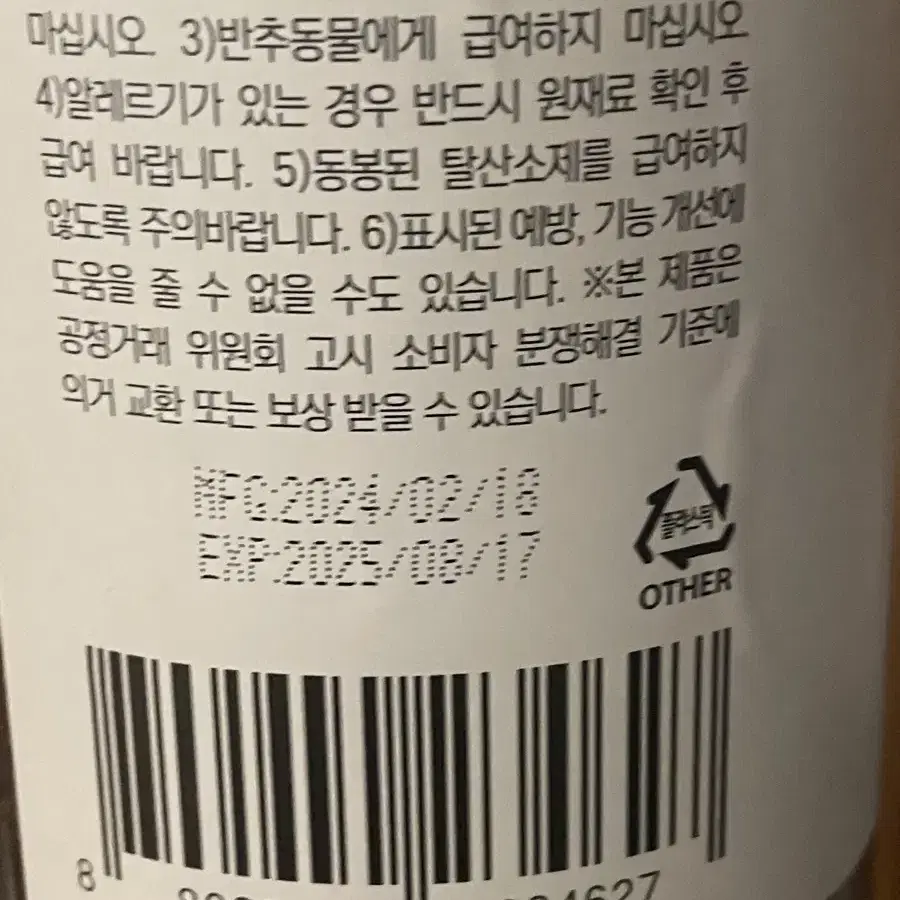 마십시오 3)반추동물에게 급여하지 마십시오
4)알레르기가 있는 경우 반드시 원재료 확인 후
급여 바랍니다. 5)동봉된 탈산소제를 급여하지
않도록 주의바랍니다. 6)표시된 예방, 기능 개선에
도움을 줄 수 없을 수도 있습니다. ※본 제품은
공정거래 위원회 고시 소비자 분쟁해결 기준에
의거 교환 또는 보상 받을 수 있습니다.
MFG:2024/02/18
EXP:2025/08/17
플라스틱
OTHER
8